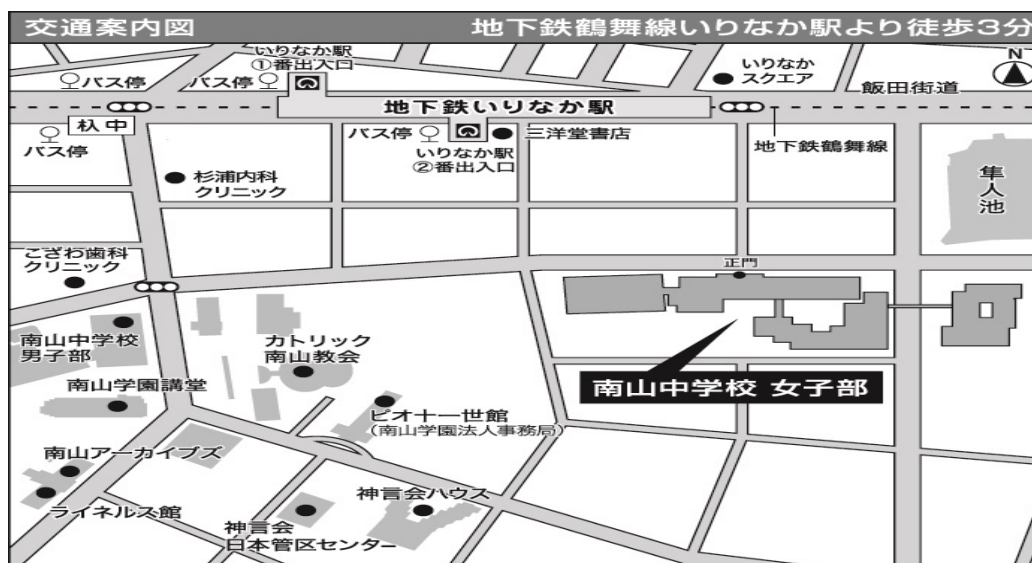 交通案内図
地下鉄鶴舞線いりなか駅より徒歩3分
いりなか駅
①番出入口
バス停
バス停
いりなか
スクエア
N
飯田街道
地下鉄いりなか駅
杁中
バス停
バス停
いりなか駅
②番出入口
三洋堂書店
地下鉄鶴舞線
隼人池
杉浦内科
クリニック
こざわ歯科
クリニック
正門
南山中学校
男子部
カトリック
南山教会
南山中学校 女子部
南山学園講堂
ピオ十一世館
(南山学園法人事務局)
南山アーカイブズ
ライネルス館
神言会ハウス
神言会
日本管区センター